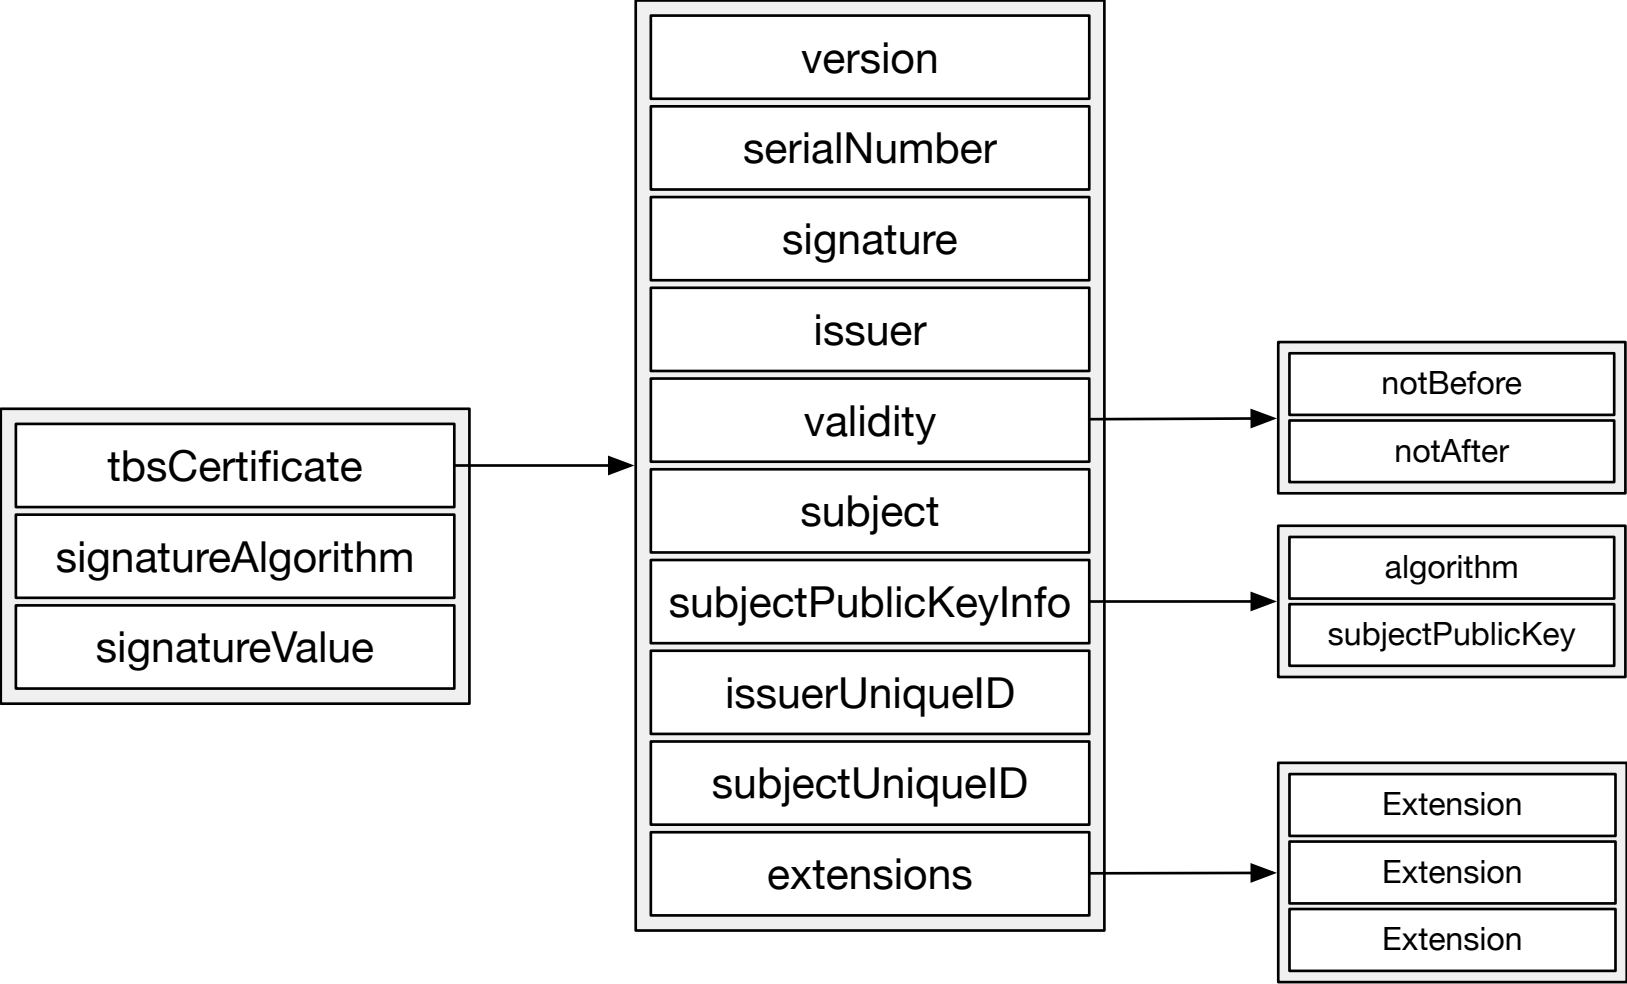 tbsCertificate
signatureAlgorithm
signatureValue
version
serialNumber
signature
issuer
validity
subject
subjectPublicKeyInfo
issuerUniqueID
subjectUniqueID
extensions
notBefore
notAfter
algorithm
subjectPublicKey
Extension
Extension
Extension